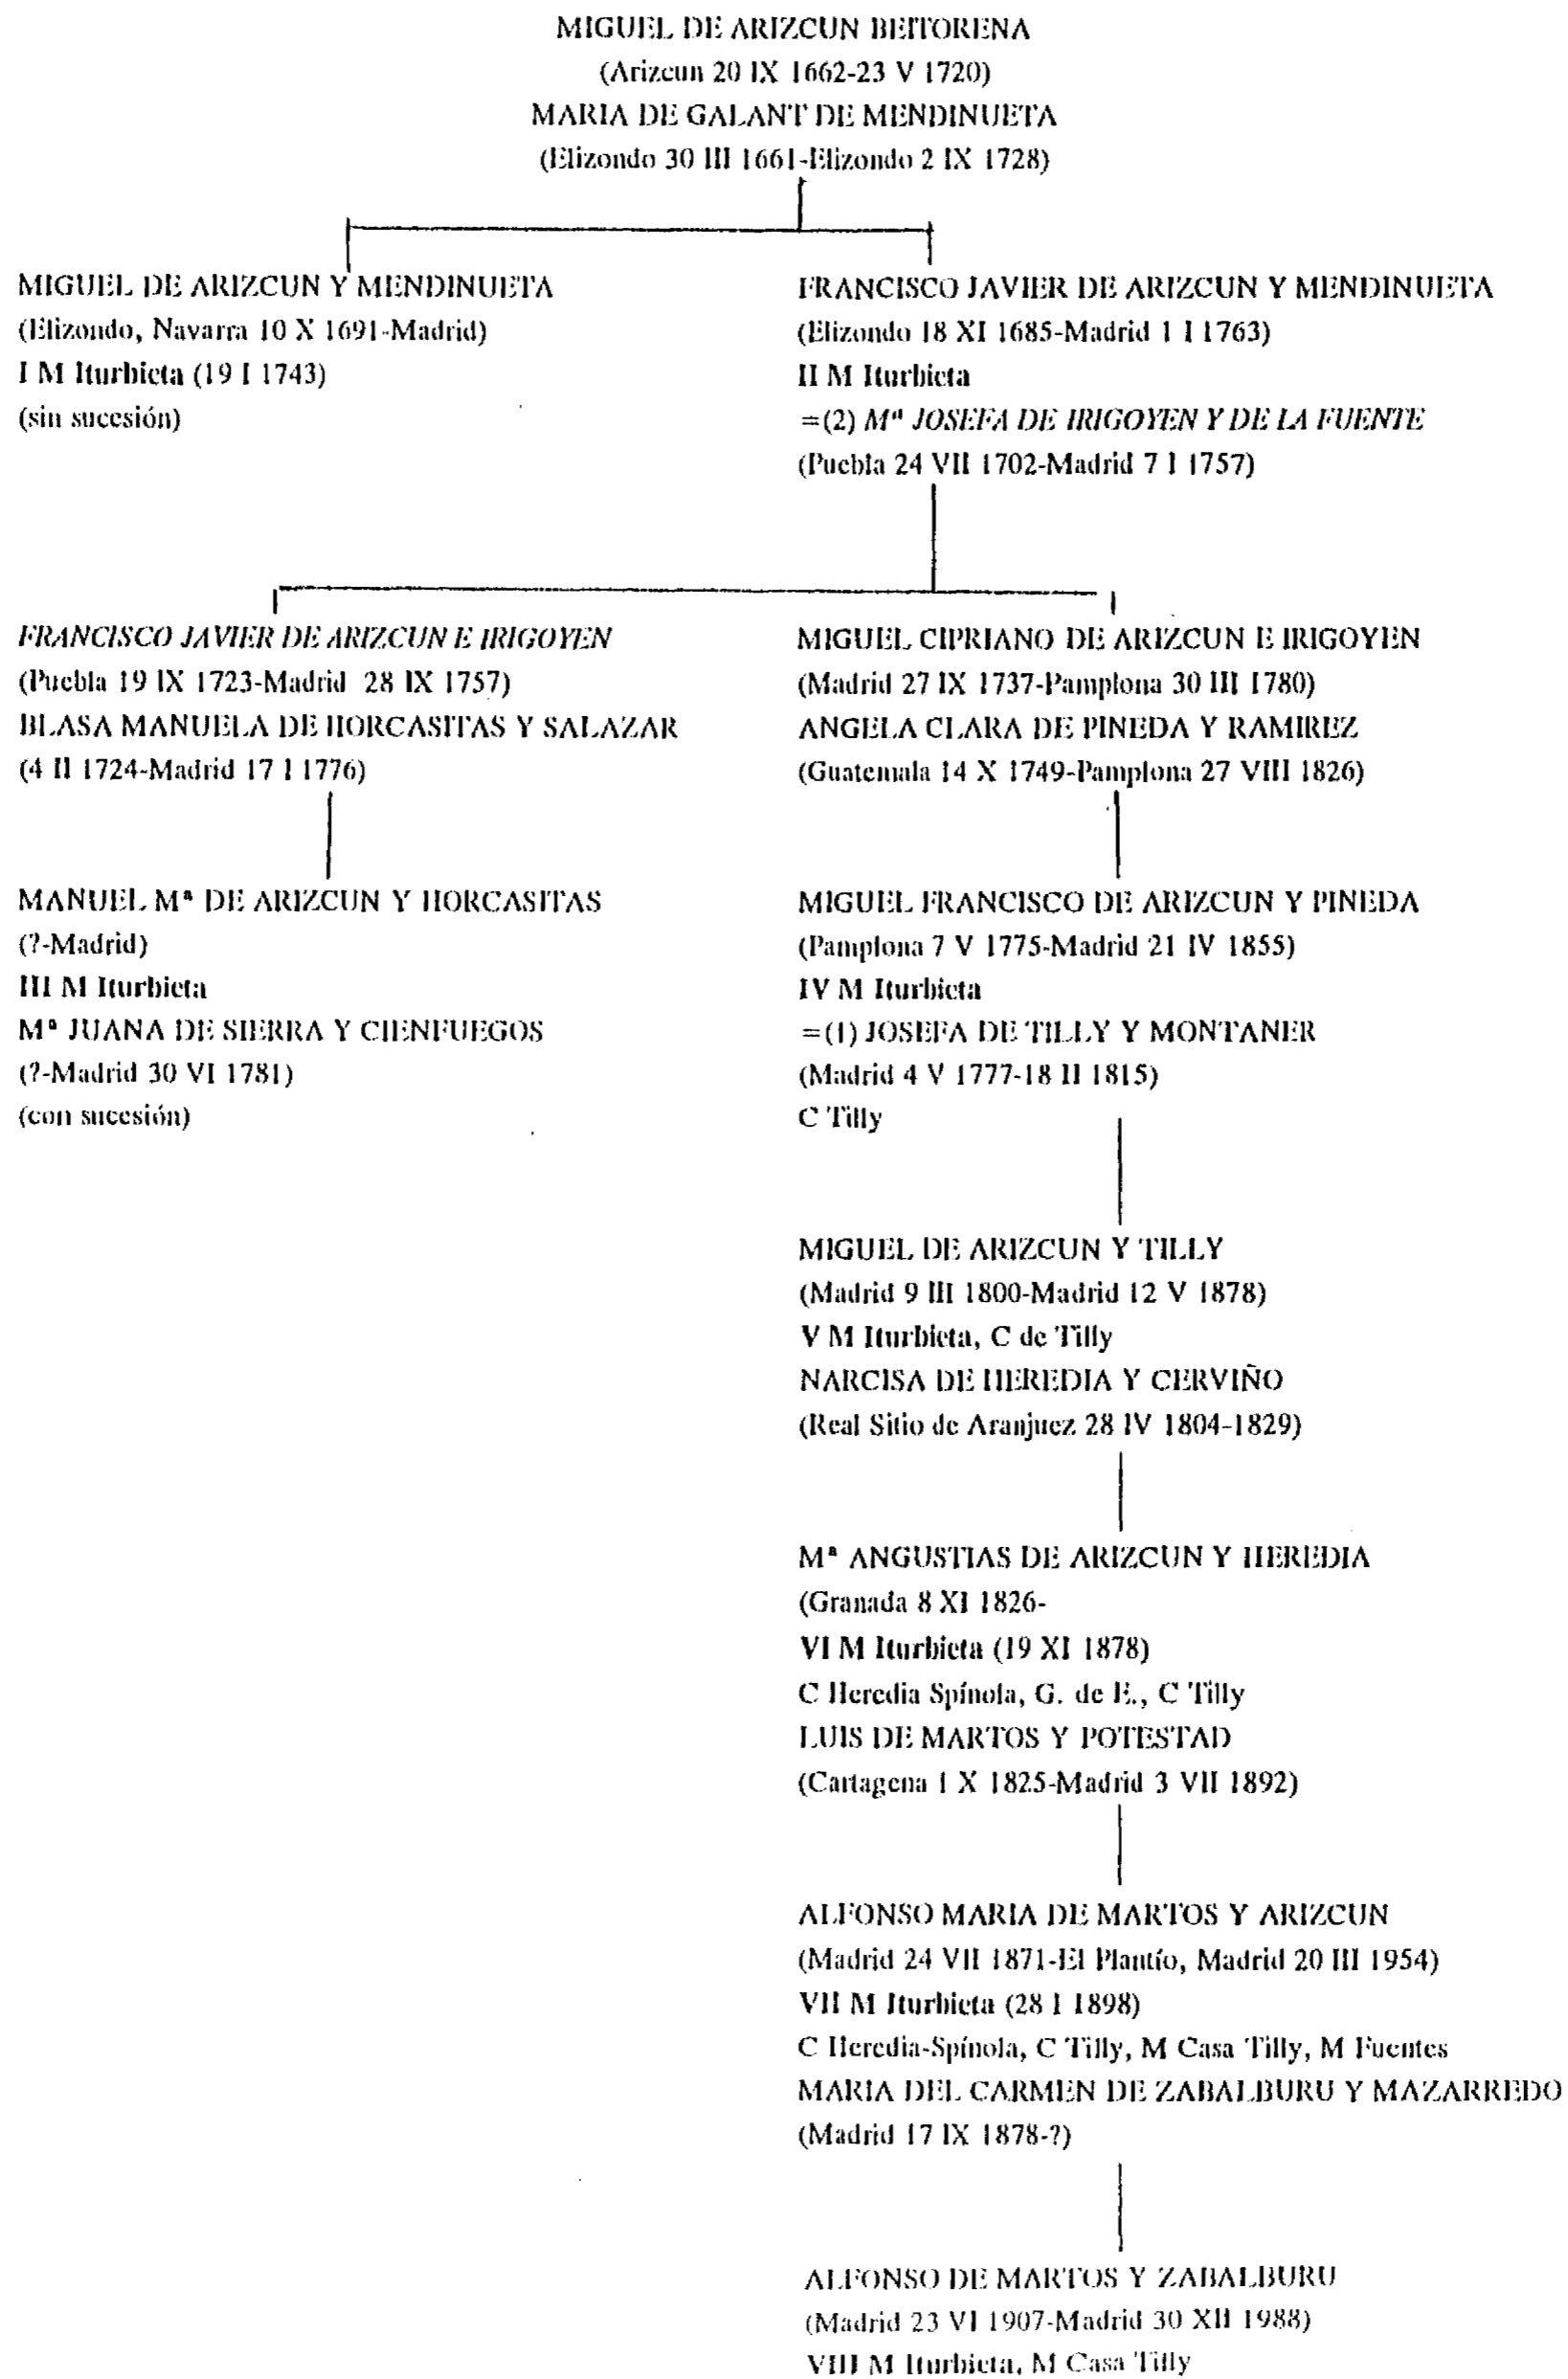 MIGUEL DE ARIZCUN BEITORENA
(Arizcun 20 IX 1662-23 V 1720)
MARIA DE GALANT DE MENDINUETA
(Elizondo 30 III 1661-Elizondo 2 IX 1728)
MIGUEL DE ARIZCUN Y MENDINUETA
(Elizondo, Navarra 10 X 1691-Madrid)
I M Iturbieta (19 I 1743)
(sin sucesión)
FRANCISCO JAVIER DE ARIZCUN Y MENDINUETA
(Elizondo 18 XI 1685-Madrid 1 I 1763)
II M Iturbieta
=(2) Mª JOSEFA DE IRIGOYEN Y DE LA FUENTE
(Puebla 24 VII 1702-Madrid 7 I 1757)
FRANCISCO JAVIER DE ARIZCUN E IRIGOYEN
(Puebla 19 IX 1723-Madrid 28 IX 1757)
BLASA MANUELA DE HORCASITAS Y SALAZAR
(4 II 1724-Madrid 17 I 1776)
MIGUEL CIPRIANO DE ARIZCUN E IRIGOYEN
(Madrid 27 IX 1737-Pamplona 30 III 1780)
ANGELA CLARA DE PINEDA Y RAMIREZ
(Guatemala 14 X 1749-Pamplona 27 VIII 1826)
MANUEL Mª DE ARIZCUN Y HORCASITAS
(?-Madrid)
III M Iturbieta
Mª JUANA DE SIERRA Y CIENFUEGOS
(?-Madrid 30 VI 1781)
(con sucesión)
MIGUEL FRANCISCO DE ARIZCUN Y PINEDA
(Pamplona 7 V 1775-Madrid 21 IV 1855)
IV M Iturbieta
=(1) JOSEFA DE TILLY Y MONTANER
(Madrid 4 V 1777-18 II 1815)
C Tilly
MIGUEL DE ARIZCUN Y TILLY
(Madrid 9 III 1800-Madrid 12 V 1878)
V M Iturbieta, C de Tilly
NARCISA DE HEREDIA Y CERVIÑO
(Real Sitio de Aranjuez 28 IV 1804-1829)
Mª ANGUSTIAS DE ARIZCUN Y HEREDIA
(Granada 8 XI 1826-
VI M Iturbieta (19 XI 1878)
C Heredia Spínola, G. de E., C Tilly
LUIS DE MARTOS Y POTESTAD
(Cartagena 1 X 1825-Madrid 3 VII 1892)
ALFONSO MARIA DE MARTOS Y ARIZCUN
(Madrid 24 VII 1871-El Plantío, Madrid 20 III 1954)
VII M Iturbieta (28 I 1898)
C Heredia-Spínola, C Tilly, M Casa Tilly, M Fuentes
MARIA DEL CARMEN DE ZABALBURU Y MAZARREDO
(Madrid 17 IX 1878-?)
ALFONSO DE MARTOS Y ZABALBURU
(Madrid 23 VI 1907-Madrid 30 XII 1988)
VIII M Iturbieta, M Casa Tilly